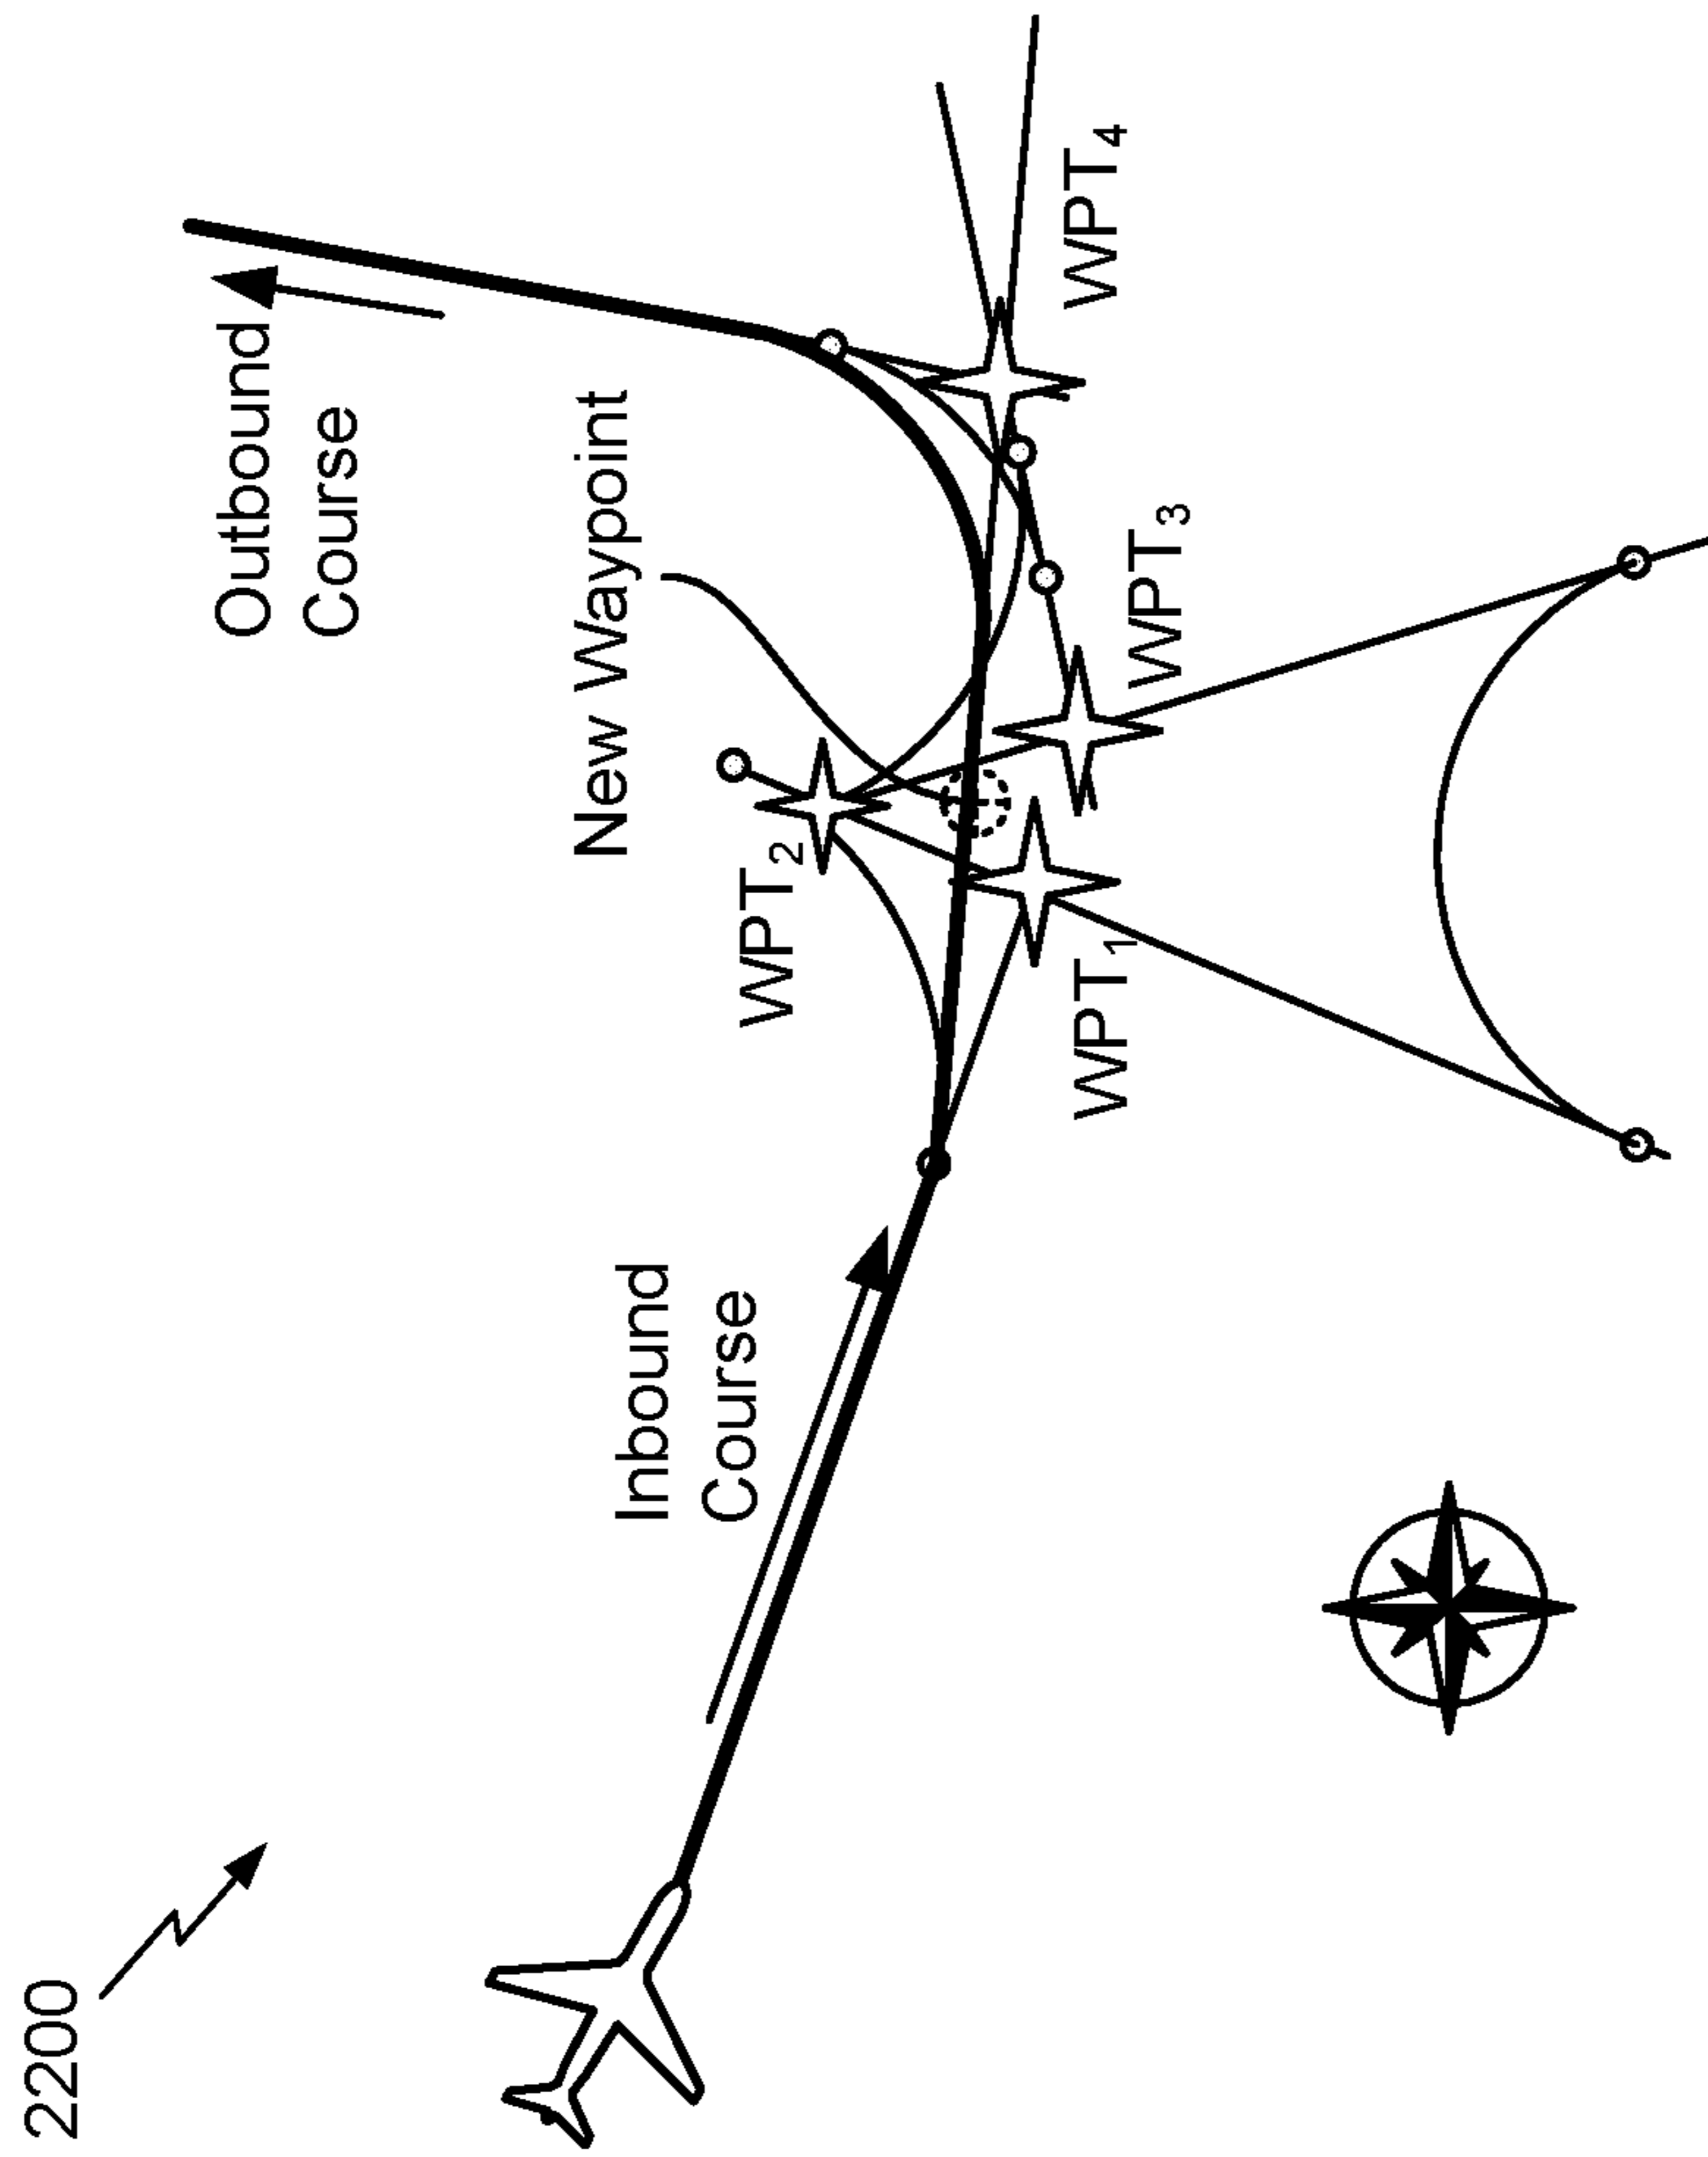 2200
Outbound
Course
New Waypoint
Inbound
Course
WPT2
WPT1
WPT3
WPT4